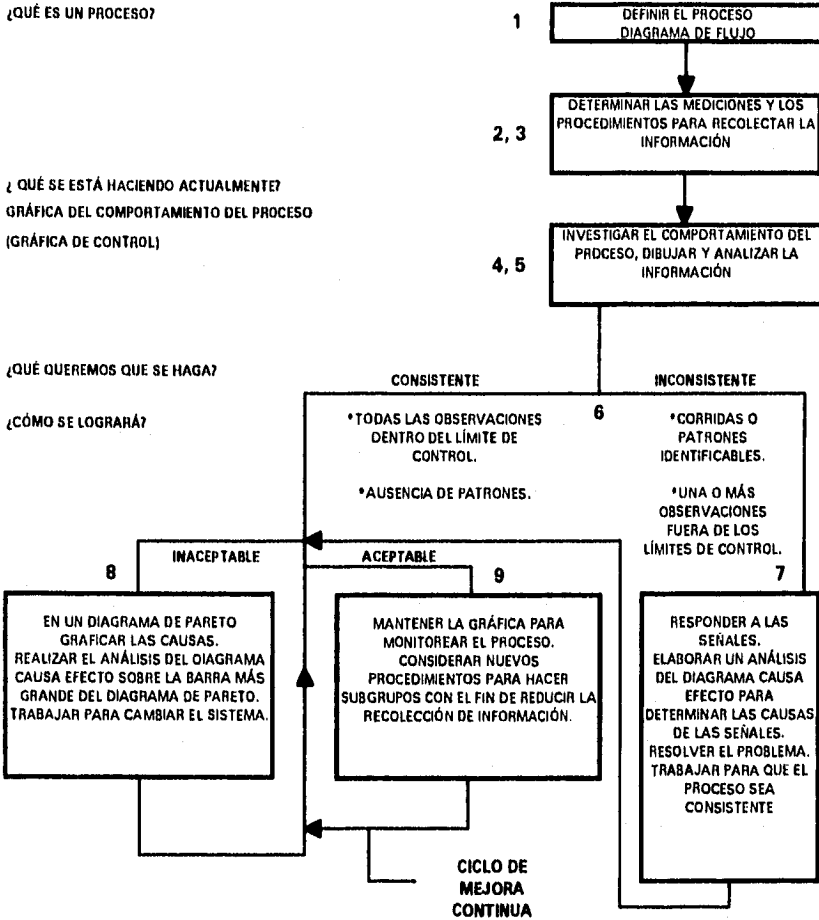 ¿QUÉ ES UN PROCESO?
1
DEFINIR EL PROCESO
DIAGRAMA DE FLUJO
2, 3
DETERMINAR LAS MEDICIONES Y LOS
PROCEDIMIENTOS PARA RECOLECTAR LA
INFORMACIÓN
¿ QUÉ SE ESTÁ HACIENDO ACTUALMENTE?
GRÁFICA DEL COMPORTAMIENTO DEL PROCESO
(GRÁFICA DE CONTROL)
4, 5
INVESTIGAR EL COMPORTAMIENTO DEL
PROCESO, DIBUJAR Y ANALIZAR LA
INFORMACIÓN
¿QUÉ QUEREMOS QUE SE HAGA?
¿CÓMO SE LOGRARÁ?
CONSISTENTE
INCONSISTENTE
6
*TODAS LAS OBSERVACIONES
DENTRO DEL LÍMITE DE
CONTROL.
*AUSENCIA DE PATRONES.
*CORRIDAS O
PATRONES
IDENTIFICABLES.
*UNA O MÁS
OBSERVACIONES
FUERA DE LOS
LÍMITES DE CONTROL.
INACEPTABLE
ACEPTABLE
8
EN UN DIAGRAMA DE PARETO
GRAFICAR LAS CAUSAS.
REALIZAR EL ANÁLISIS DEL DIAGRAMA
CAUSA EFECTO SOBRE LA BARRA MÁS
GRANDE DEL DIAGRAMA DE PARETO.
TRABAJAR PARA CAMBIAR EL SISTEMA.
9
MANTENER LA GRÁFICA PARA
MONITOREAR EL PROCESO.
CONSIDERAR NUEVOS
PROCEDIMIENTOS PARA HACER
SUBGRUPOS CON EL FIN DE REDUCIR LA
RECOLECCIÓN DE INFORMACIÓN.
7
RESPONDER A LAS
SEÑALES.
ELABORAR UN ANÁLISIS
DEL DIAGRAMA CAUSA
EFECTO PARA
DETERMINAR LAS CAUSAS
DE LAS SEÑALES.
RESOLVER EL PROBLEMA.
TRABAJAR PARA QUE EL
PROCESO SEA
CONSISTENTE
CICLO DE
MEJORA
CONTINUA